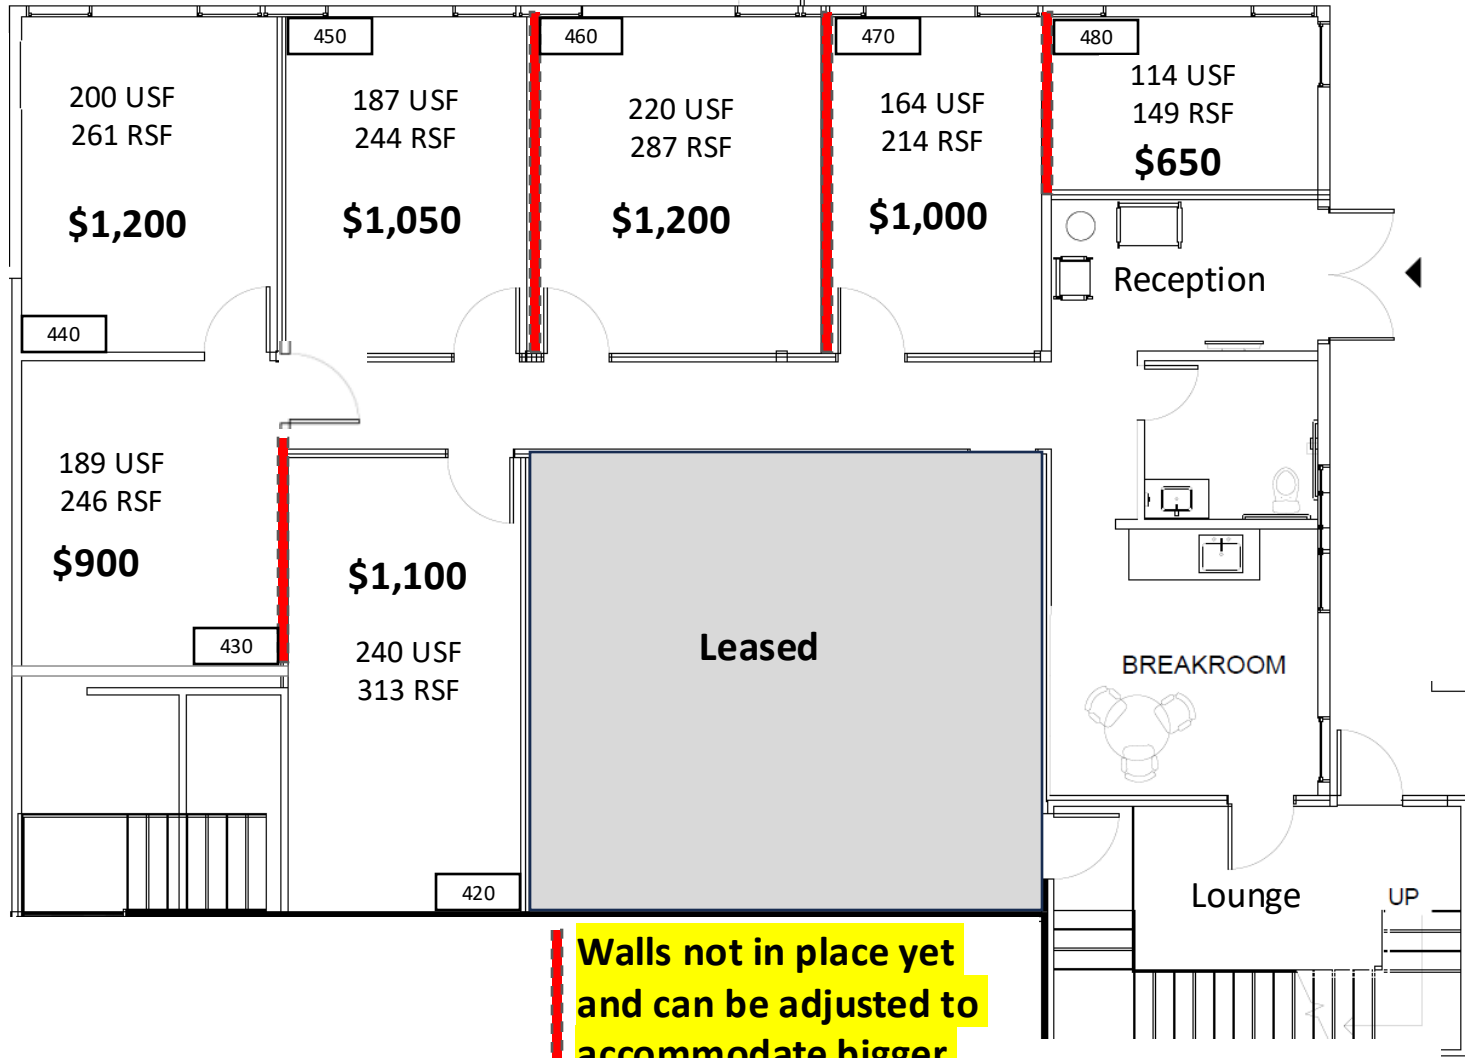 450
460
470
480
200 USF
261 RSF
$1,200
187 USF
244 RSF
$1,050
220 USF
287 RSF
$1,200
164 USF
214 RSF
$1,000
114 USF
149 RSF
$650
Reception
440
189 USF
246 RSF
$900
430
$1,100
240 USF
313 RSF
420
Leased
BREAKROOM
Lounge
UP
Walls not in place yet
and can be adjusted to
accommodate bigger